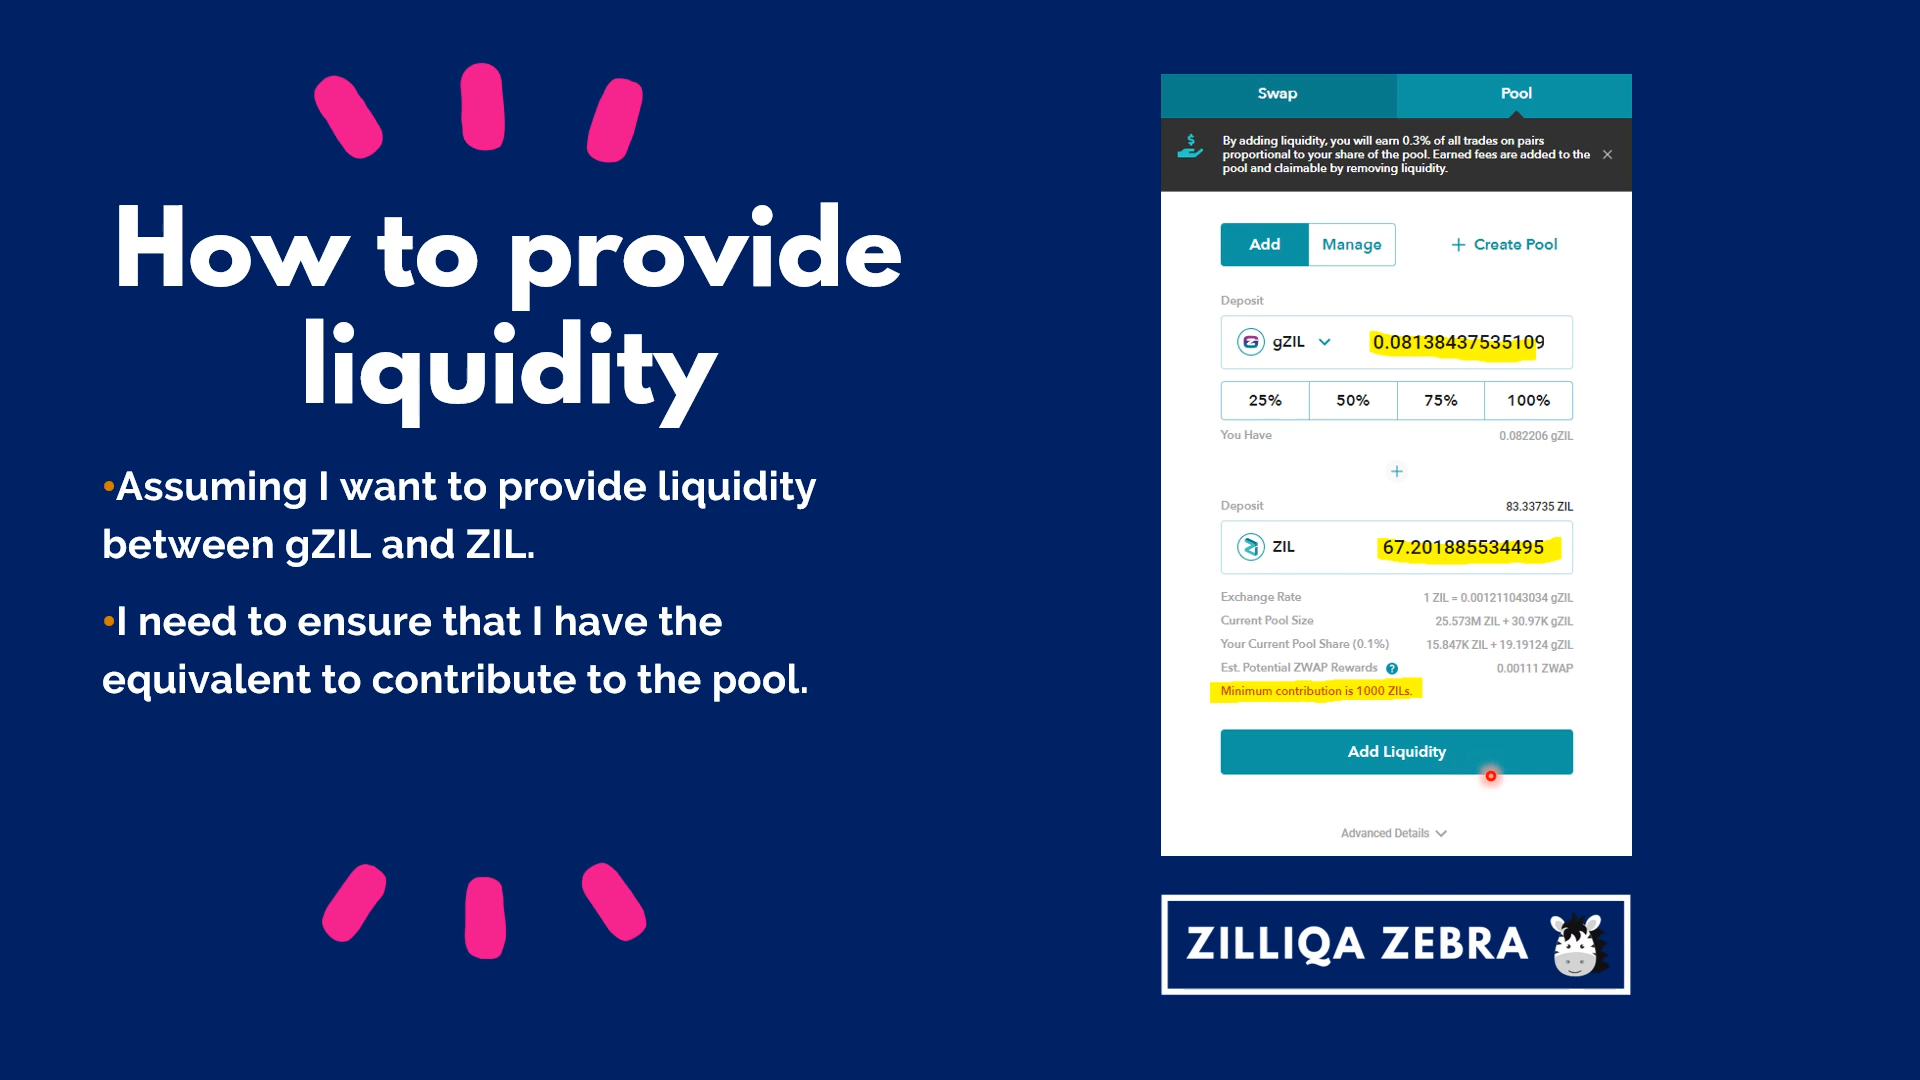 How to provide
liquidity
•Assuming I want to provide liquidity
between gZIL and ZIL.
•I need to ensure that I have the
equivalent to contribute to the pool.
Swap Pool
By adding liquidity, you will earn 0.3% of all trades on pairs
proportional to your share of the pool. Earned fees are added to the
pool and claimable by removing liquidity.
Add Manage + Create Pool
Deposit
gZIL 0.08138437535109
25% 50% 75% 100%
You Have 0.082206 gZIL
+
Deposit 83.33735 ZIL
ZIL 67.201885534495
Exchange Rate 1 ZIL = 0.001211043034 gZIL
Current Pool Size 25.573M ZIL + 30.97K gZIL
Your Current Pool Share (0.1%) 15.847K ZIL + 19.19124 gZIL
Est. Potential ZWAP Rewards ? 0.00111 ZWAP
Minimum contribution is 1000 ZILs.
Add Liquidity
Advanced Details
ZILLIQA ZEBRA